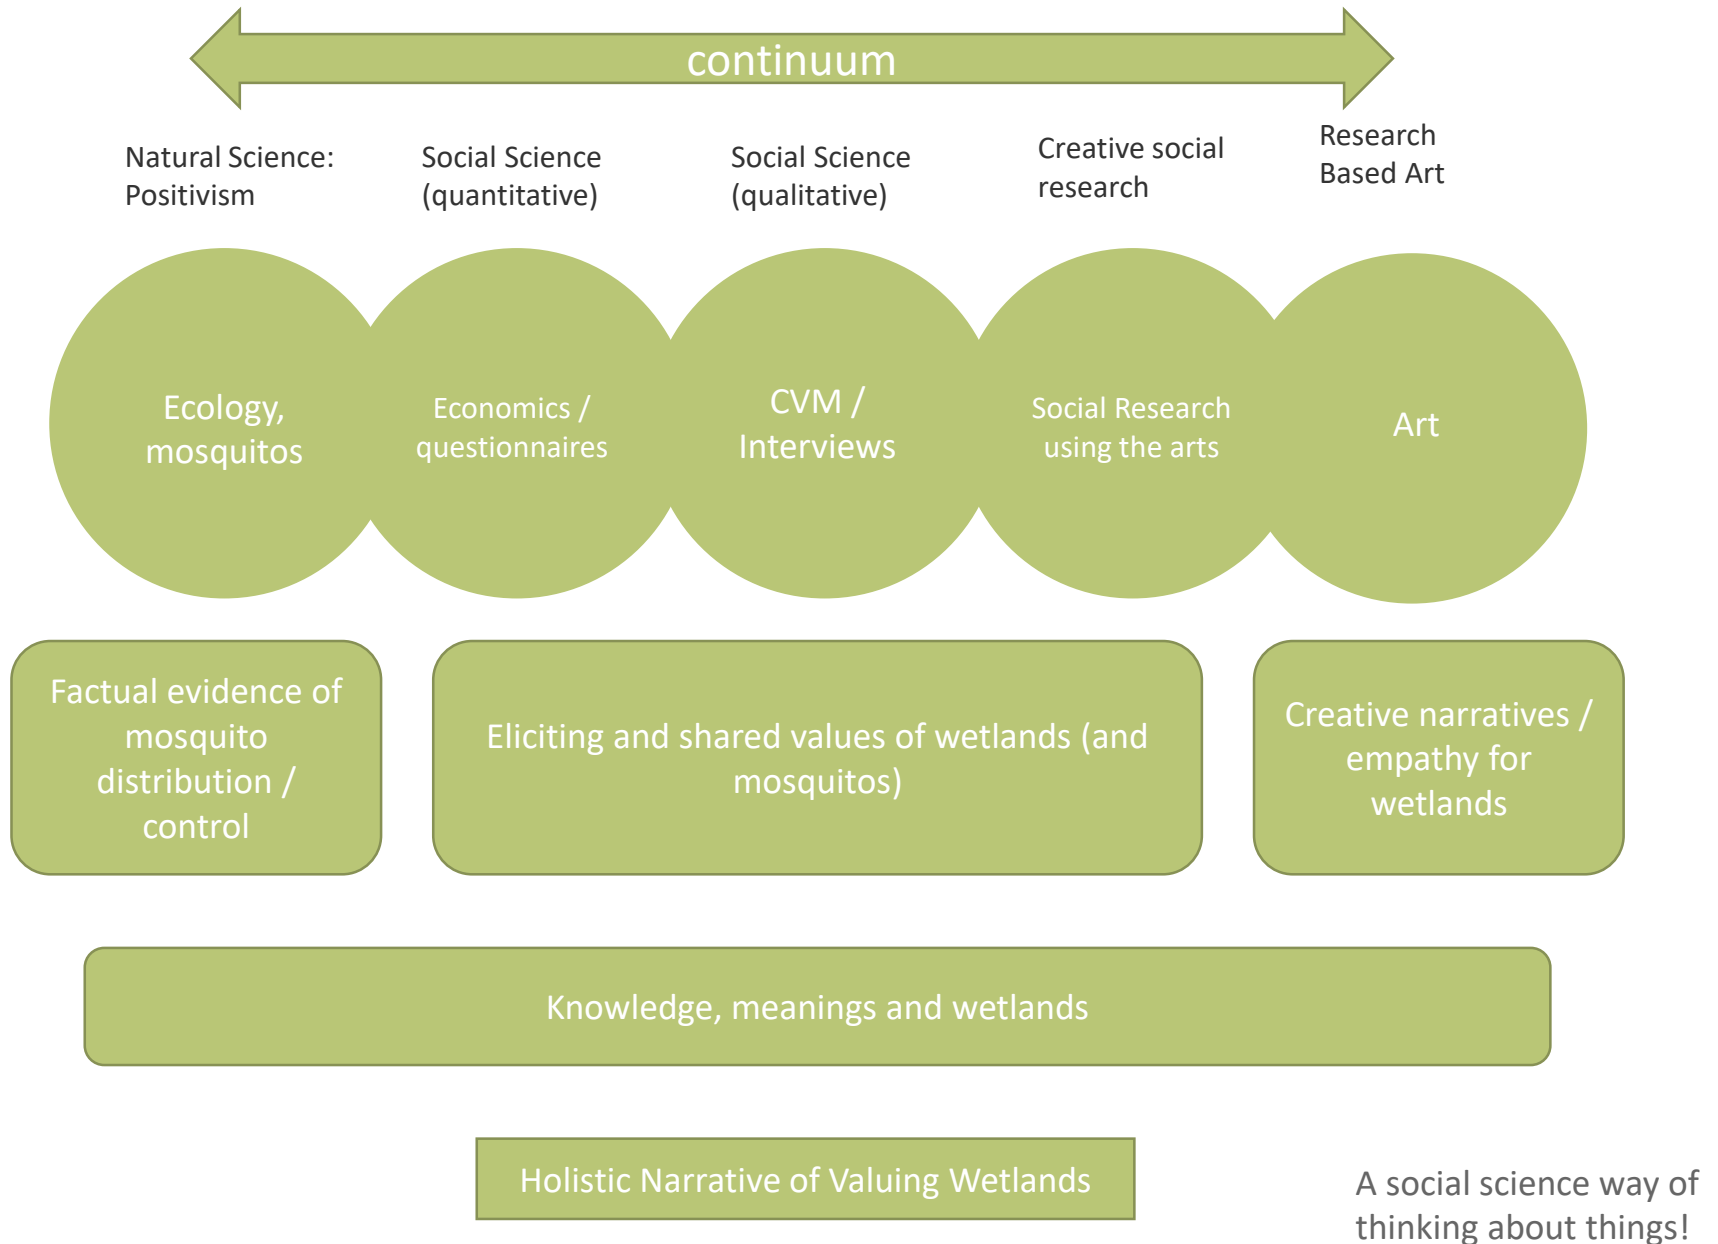 continuum
Natural Science:
Positivism
Social Science
(quantitative)
Social Science
(qualitative)
Creative social
research
Research
Based Art
Ecology,
mosquitos
Economics /
questionnaires
CVM /
Interviews
Social Research
using the arts
Art
Factual evidence of
mosquito
distribution /
control
Eliciting and shared values of wetlands (and
mosquitos)
Creative narratives /
empathy for
wetlands
Knowledge, meanings and wetlands
Holistic Narrative of Valuing Wetlands
A social science way of
thinking about things!